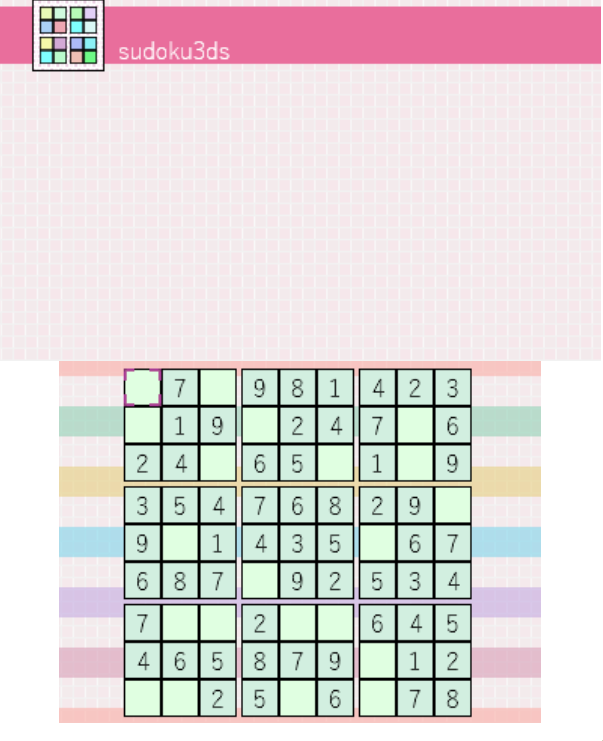 sudoku3ds
7 9 8 1 4 2 3
1 9 2 4 7 6
2 4 6 5 1 9
3 5 4 7 6 8 2 9
9 1 4 3 5 6 7
6 8 7 9 2 5 3 4
7 2 6 4 5
4 6 5 8 7 9 1 2
2 5 6 7 8